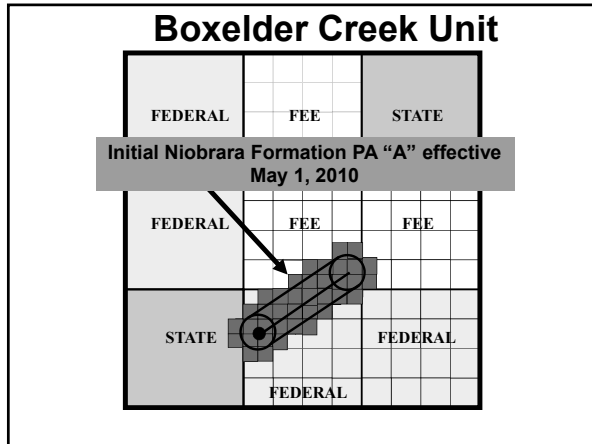 Boxelder Creek Unit
FEDERAL FEE STATE
Initial Niobrara Formation PA “A” effective
May 1, 2010
FEDERAL FEE FEE
STATE FEDERAL
FEDERAL